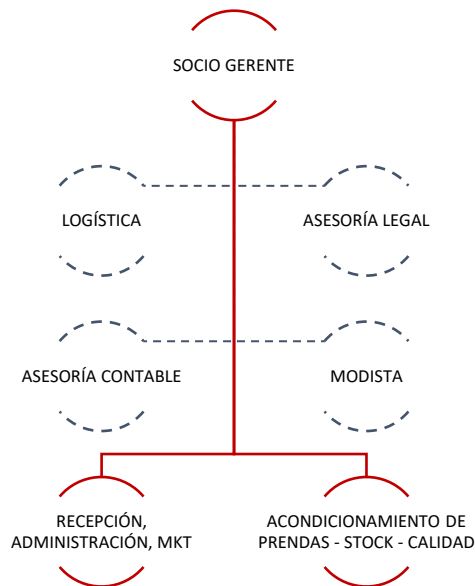 SOCIO GERENTE
LOGÍSTICA
ASESORÍA LEGAL
ASESORÍA CONTABLE
MODISTA
RECEPCIÓN,
ADMINISTRACIÓN, MKT
ACONDICIONAMIENTO DE
PRENDAS - STOCK - CALIDAD